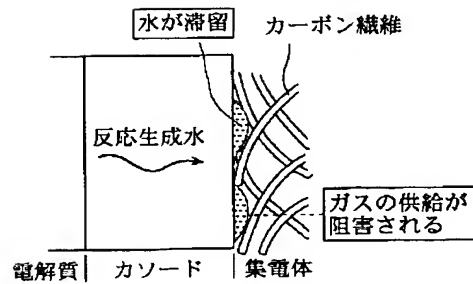 水が滞留
カーボン繊維
反応生成水
ガスの供給が
阻害される
電解質
カソード
集電体